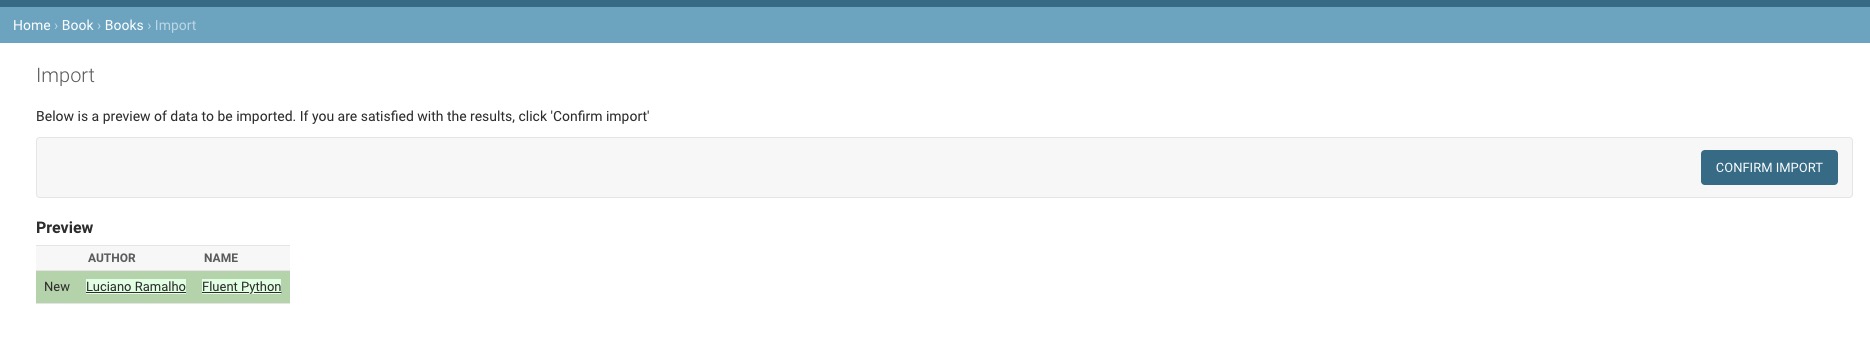 Home › Book › Books › Import
Import
Below is a preview of data to be imported. If you are satisfied with the results, click 'Confirm import'
CONFIRM IMPORT
Preview
AUTHOR NAME
New Luciano Ramalho Fluent Python